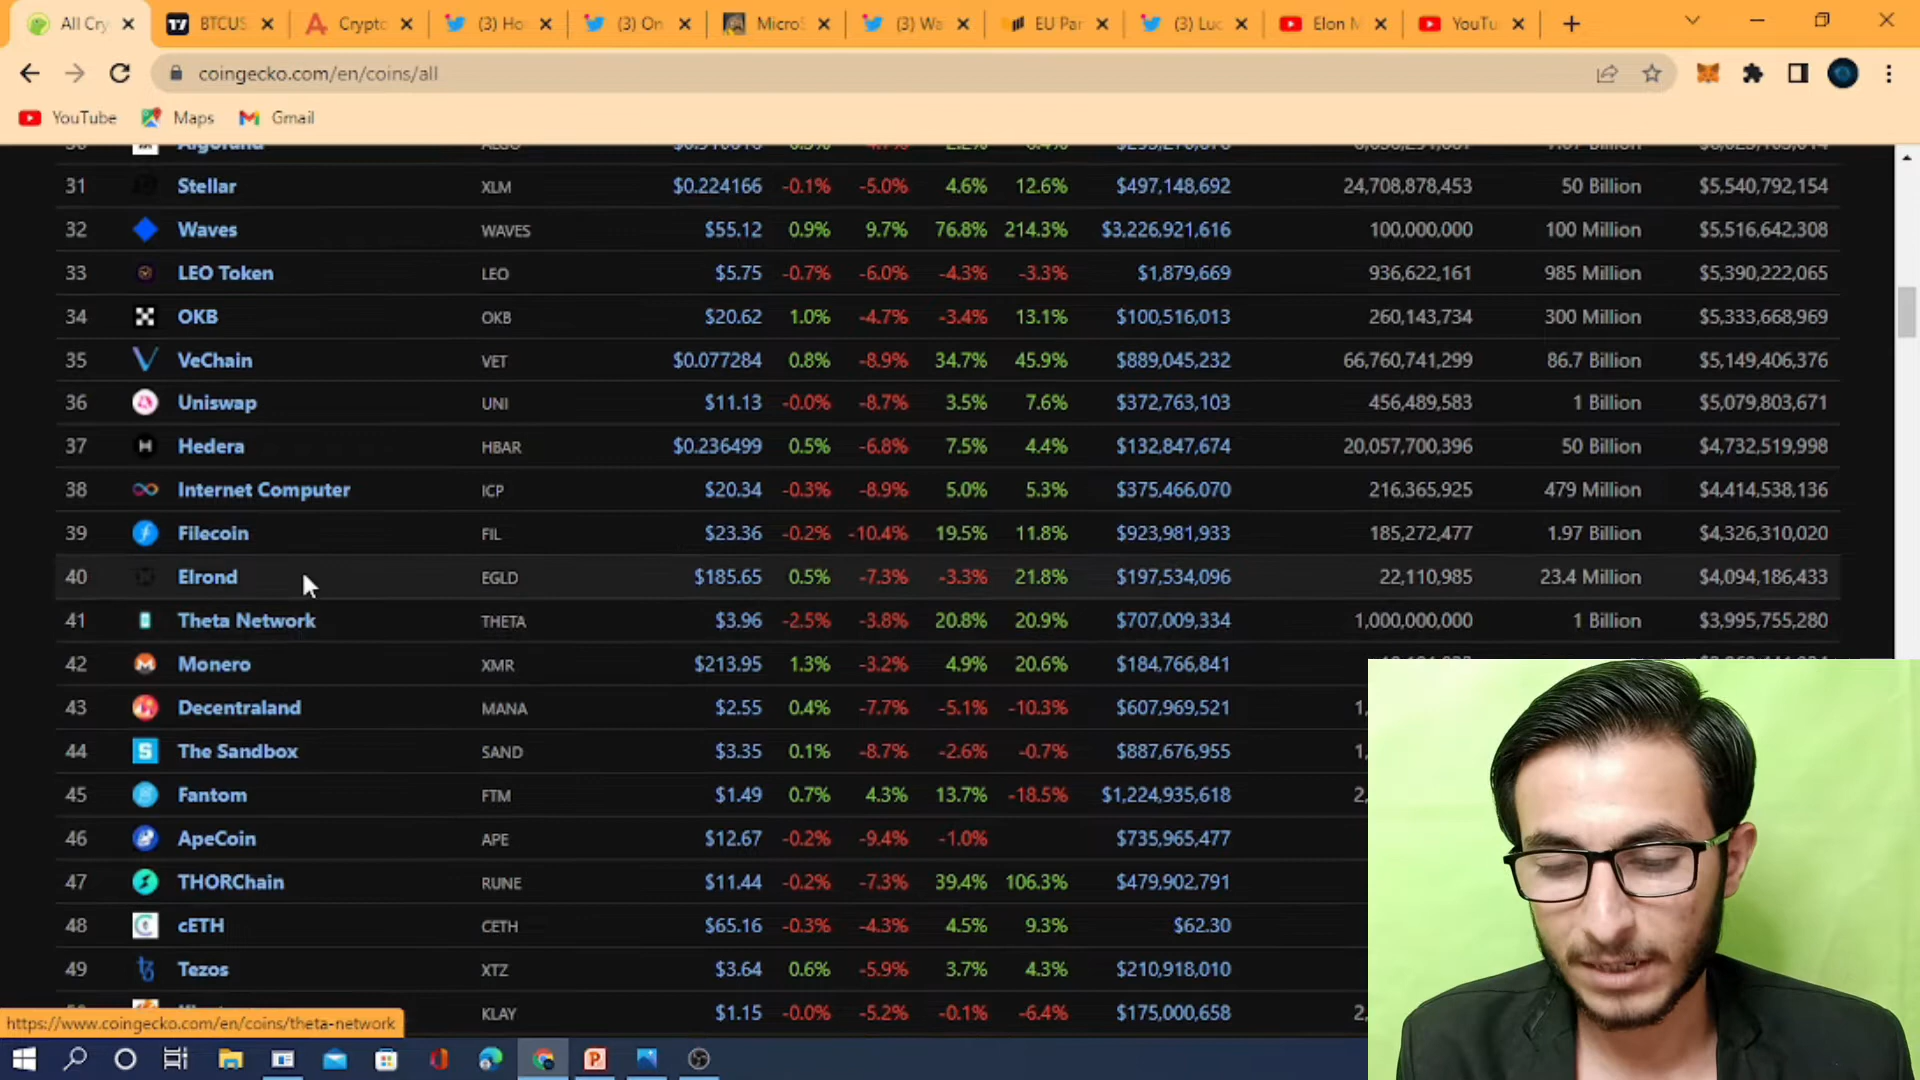 All Cry
BTCUS
Crypto
(3) Ho
(3) On
Micro
(3) Wa
EU Par
(3) Luc
Elon M
YouTu
coingecko.com/en/coins/all
YouTube Maps Gmail
31 Stellar XLM $0.224166 -0.1% -5.0% 4.6% 12.6% $497,148,692 24,708,878,453 50 Billion $5,540,792,154
32 Waves WAVES $55.12 0.9% 9.7% 76.8% 214.3% $3,226,921,616 100,000,000 100 Million $5,516,642,308
33 LEO Token LEO $5.75 -0.7% -6.0% -4.3% -3.3% $1,879,669 936,622,161 985 Million $5,390,222,065
34 OKB OKB $20.62 1.0% -4.7% -3.4% 13.1% $100,516,013 260,143,734 300 Million $5,333,668,969
35 VeChain VET $0.077284 0.8% -8.9% 34.7% 45.9% $889,045,232 66,760,741,299 86.7 Billion $5,149,406,376
36 Uniswap UNI $11.13 -0.0% -8.7% 3.5% 7.6% $372,763,103 456,489,583 1 Billion $5,079,803,671
37 Hedera HBAR $0.236499 0.5% -6.8% 7.5% 4.4% $132,847,674 20,057,700,396 50 Billion $4,732,519,998
38 Internet Computer ICP $20.34 -0.3% -8.9% 5.0% 5.3% $375,466,070 216,365,925 479 Million $4,414,538,136
39 Filecoin FIL $23.36 -0.2% -10.4% 19.5% 11.8% $923,981,933 185,272,477 1.97 Billion $4,326,310,020
40 Elrond EGLD $185.65 0.5% -7.3% -3.3% 21.8% $197,534,096 22,110,985 23.4 Million $4,094,186,433
41 Theta Network THETA $3.96 -2.5% -3.8% 20.8% 20.9% $707,009,334 1,000,000,000 1 Billion $3,995,755,280
42 Monero XMR $213.95 1.3% -3.2% 4.9% 20.6% $184,766,841
43 Decentraland MANA $2.55 0.4% -7.7% -5.1% -10.3% $607,969,521 1,
44 The Sandbox SAND $3.35 0.1% -8.7% -2.6% -0.7% $887,676,955 1,
45 Fantom FTM $1.49 0.7% 4.3% 13.7% -18.5% $1,224,935,618 2,
46 ApeCoin APE $12.67 -0.2% -9.4% -1.0% $735,965,477
47 THORChain RUNE $11.44 -0.2% -7.3% 39.4% 106.3% $479,902,791
48 cETH CETH $65.16 -0.3% -4.3% 4.5% 9.3% $62.30
49 Tezos XTZ $3.64 0.6% -5.9% 3.7% 4.3% $210,918,010
KLAY $1.15 -0.0% -5.2% -0.1% -6.4% $175,000,658 2,
https://www.coingecko.com/en/coins/theta-network